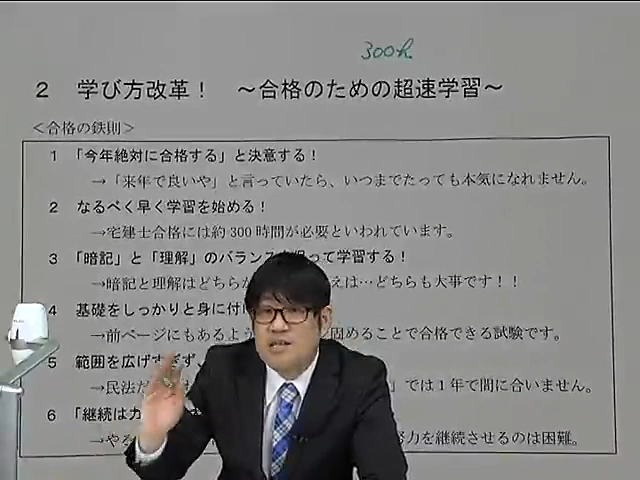 300h
2 学び方改革！ ～合格のための超速学習～
＜合格の鉄則＞
1 「今年絶対に合格する」と決意する！
→「来年で良いや」と言っていたら、いつまでたっても本気になれません。
2 なるべく早く学習を始める！
→宅建士合格には約300時間が必要といわれています。
3 「暗記」と「理解」のバランス って学習する！
→暗記と理解はどちら えは…どちらも大事です！！
4 基礎をしっかりと身に付
→前ページにもあるよう 固めることで合格できる試験です。
5 範囲を広げすぎず、
→民法だ 」では1年で間に合いません。
6 「継続は力
→や 努力を継続させるのは困難。